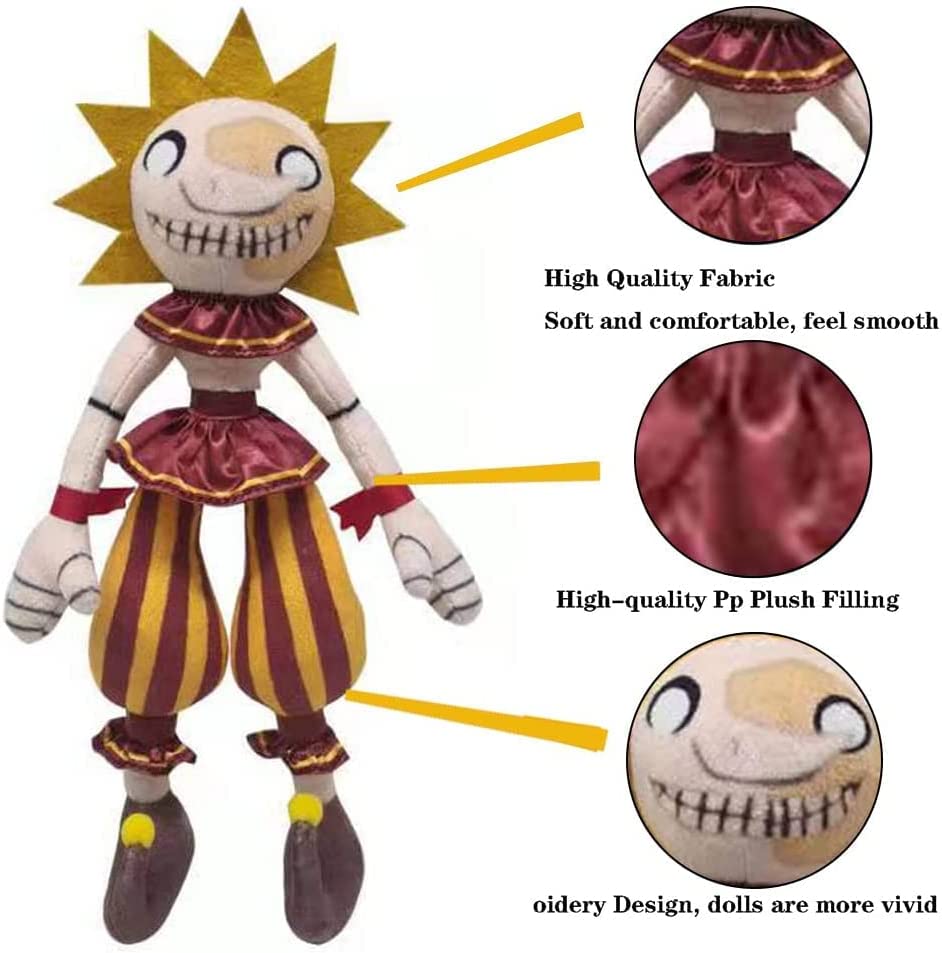 High Quality Fabric
Soft and comfortable, feel smooth
High-quality Pp Plush Filling
oidery Design, dolls are more vivid